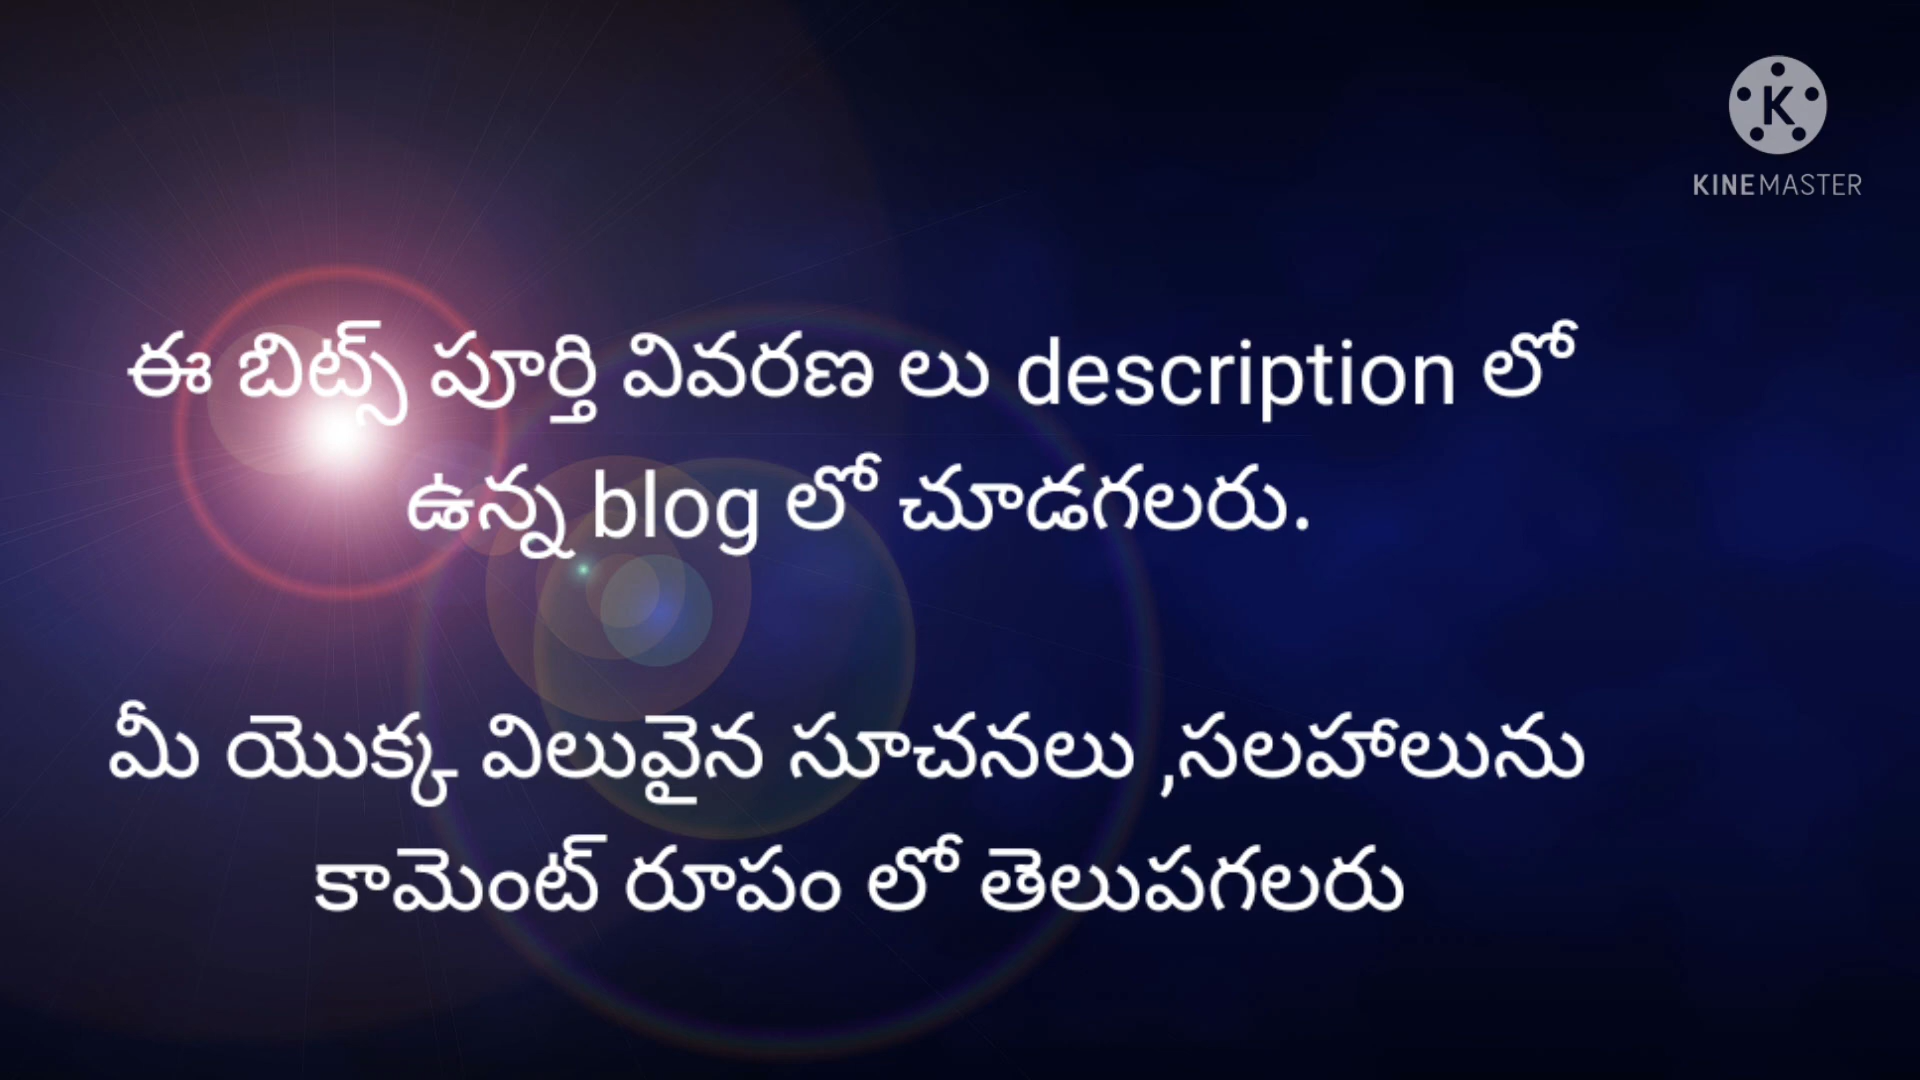 KINEMASTER
ఈ బిట్స్ పూర్తి వివరణ లు description లో
ఉన్న blog లో చూడగలరు.
మీ యొక్క విలువైన సూచనలు ,సలహాలును
కామెంట్ రూపం లో తెలుపగలరు